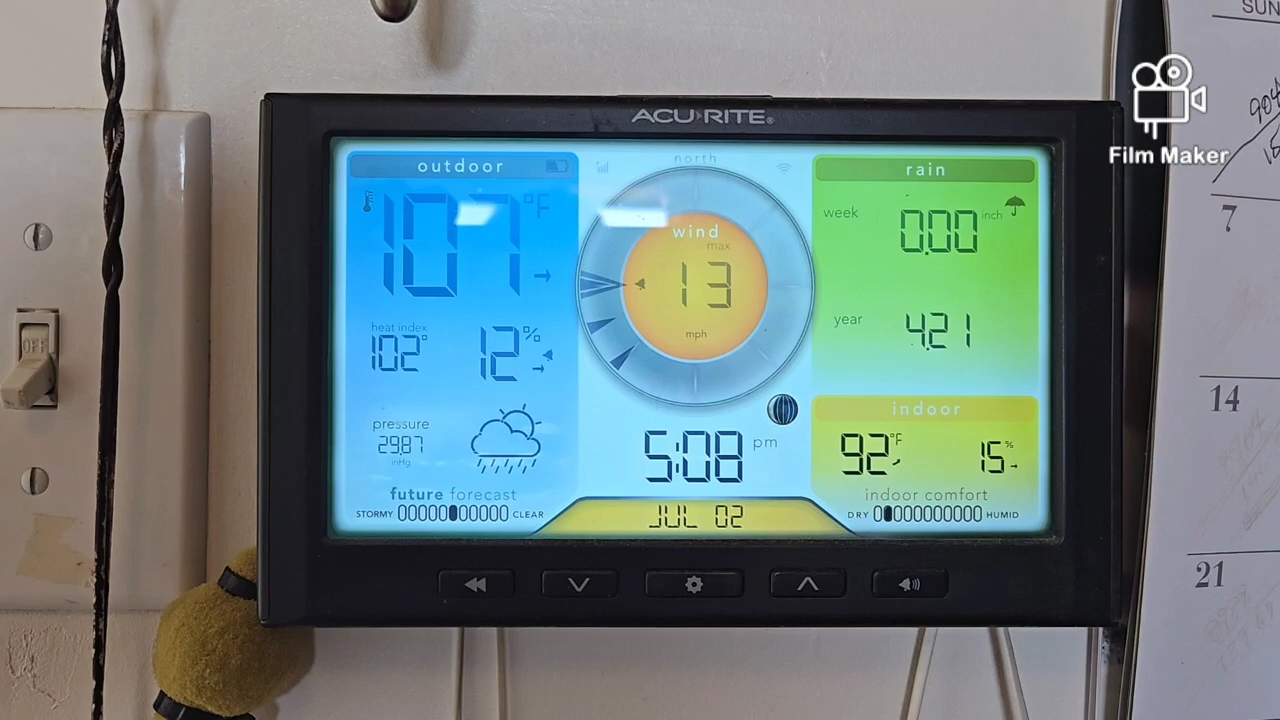 SUN
Film Maker
ACURITE®
outdoor
107°F
heat index
102°
12%
pressure
29.87
inHg
future forecast
STORMY CLEAR
north
wind
max
13
mph
5:08 pm
JUL 02
rain
week 0.00 inch
year 4.21
indoor
92°F 15%
indoor comfort
DRY HUMID
OFF
7
14
21